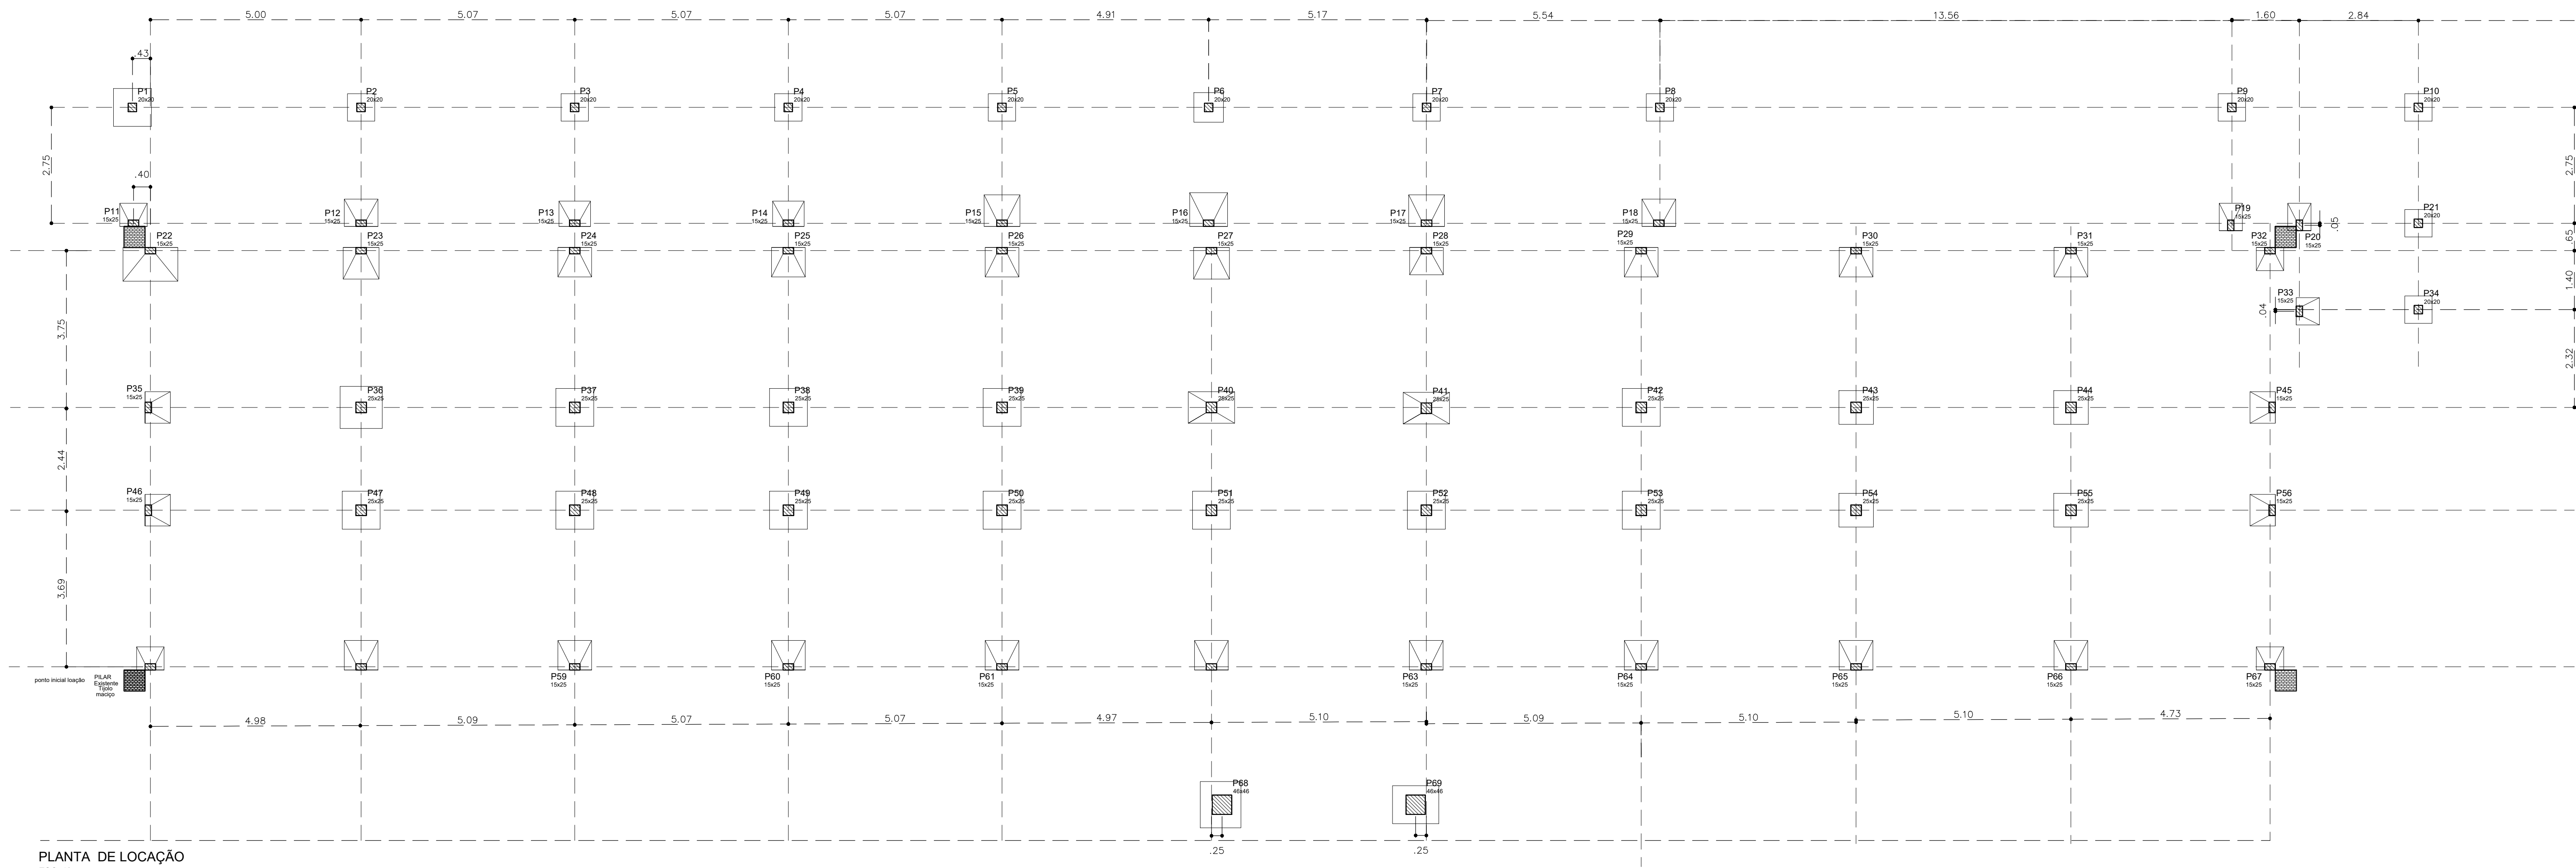 5.00 5.07 5.07 5.07 4.91 5.17 5.54 13.56 1.60 2.84
.43
P1 P2 P3 P4 P5 P6 P7 P8 P9 P10
20x20 20x20 20x20 20x20 20x20 20x20 20x20 20x20 20x20 20x20
2.75 2.75
.40
P11 P12 P13 P14 P15 P16 P17 P18 P19 P21
15x25 15x25 15x25 15x25 15x25 15x25 15x25 15x25 15x25 20x20
.05
.65
P22 P23 P24 P25 P26 P27 P28 P29 P30 P31 P32 P20
15x25 15x25 15x25 15x25 15x25 15x25 15x25 15x25 15x25 15x25 15x25 15x25
1.40
P33 P34
15x25 20x20
.04
3.75 2.32
P35 P36 P37 P38 P39 P40 P41 P42 P43 P44 P45
15x25 25x25 25x25 25x25 25x25 25x25 25x25 25x25 25x25 15x25
2.44
P46 P47 P48 P49 P50 P51 P52 P53 P54 P55 P56
15x25 25x25 25x25 25x25 25x25 25x25 25x25 25x25 25x25 25x25 15x25
3.69
ponto inicial loação
PILAR
Existente
Tijolo
maciço
P59 P60 P61 P63 P64 P65 P66 P67
15x25 15x25 15x25 15x25 15x25 15x25 15x25 15x25
4.98 5.09 5.07 5.07 4.97 5.10 5.09 5.10 5.10 4.73
P68 P69
46x46 46x46
.25 .25
PLANTA DE LOCAÇÃO